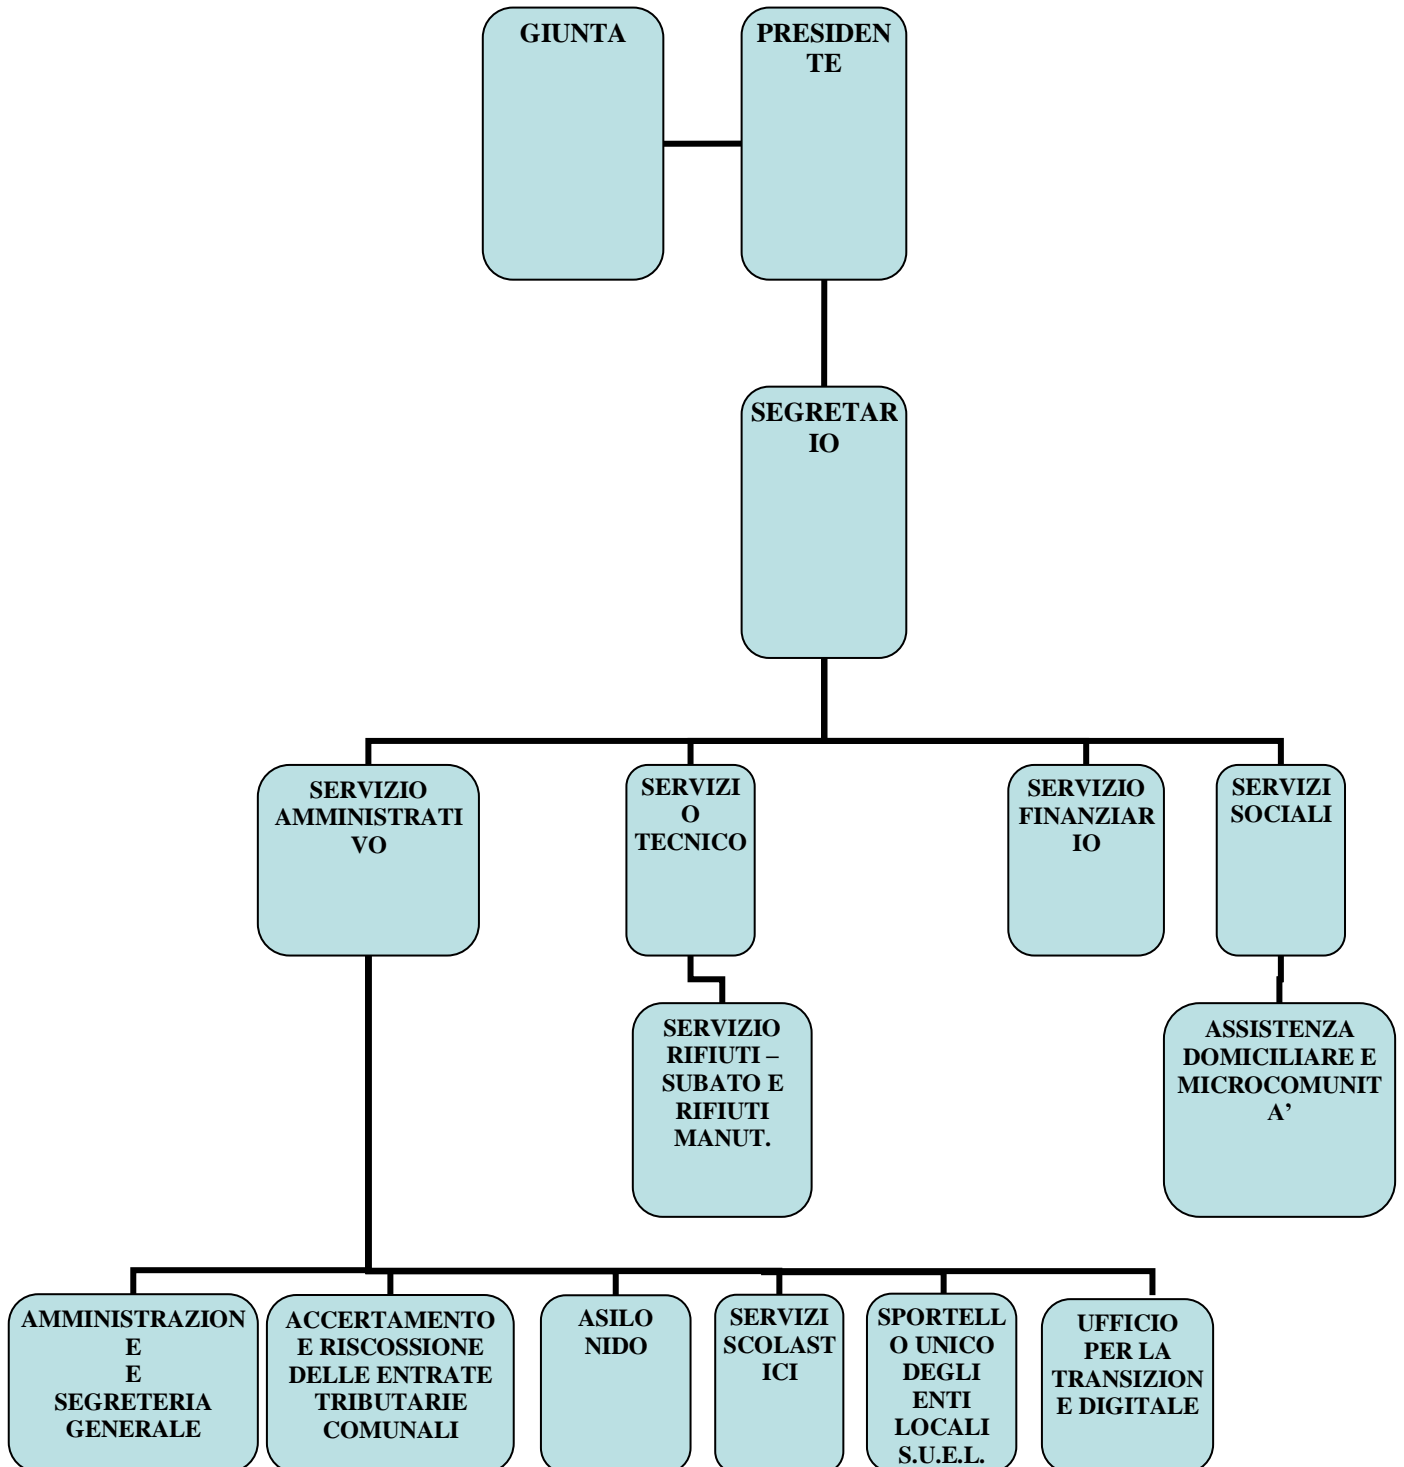 GIUNTA
PRESIDEN
TE
SEGRETAR
IO
SERVIZIO
AMMINISTRATI
VO
SERVIZI
O
TECNICO
SERVIZIO
FINANZIAR
IO
SERVIZI
SOCIALI
SERVIZIO
RIFIUTI –
SUBATO E
RIFIUTI
MANUT.
ASSISTENZA
DOMICILIARE E
MICROCOMUNIT
A’
AMMINISTRAZION
E
E
SEGRETERIA
GENERALE
ACCERTAMENTO
E RISCOSSIONE
DELLE ENTRATE
TRIBUTARIE
COMUNALI
ASILO
NIDO
SERVIZI
SCOLAST
ICI
SPORTELL
O UNICO
DEGLI
ENTI
LOCALI
S.U.E.L.
UFFICIO
PER LA
TRANSIZION
E DIGITALE